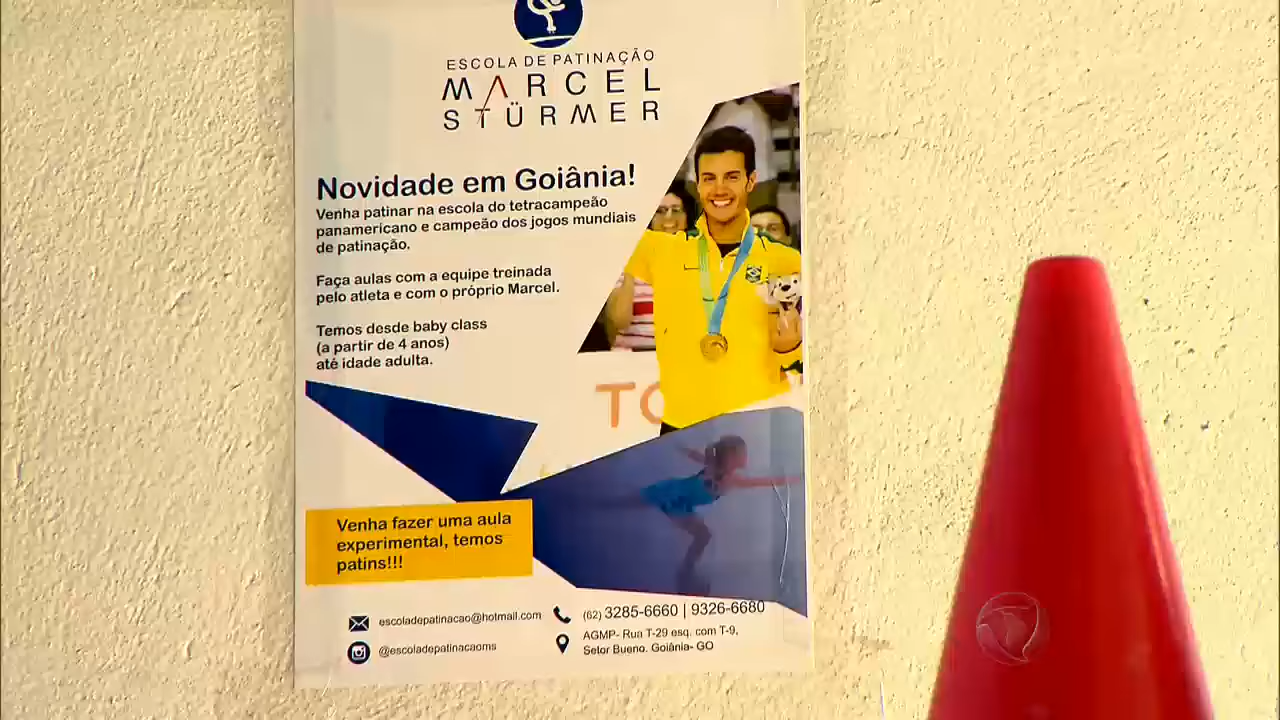 ESCOLA DE PATINAÇÃO
MARCEL
STÜRMER
Novidade em Goiânia!
Venha patinar na escola do tetracampeão
panamericano e campeão dos jogos mundiais
de patinação.
Faça aulas com a equipe treinada
pelo atleta e com o próprio Marcel.
Temos desde baby class
(a partir de 4 anos)
até idade adulta.
TO
Venha fazer uma aula
experimental, temos
patins!!!
escoladepatinacao@hotmail.com
@escoladepatinacaoms
(62) 3285-6660 | 9326-6680
AGMP- Rua T-29 esq. com T-9,
Setor Bueno. Goiânia- GO